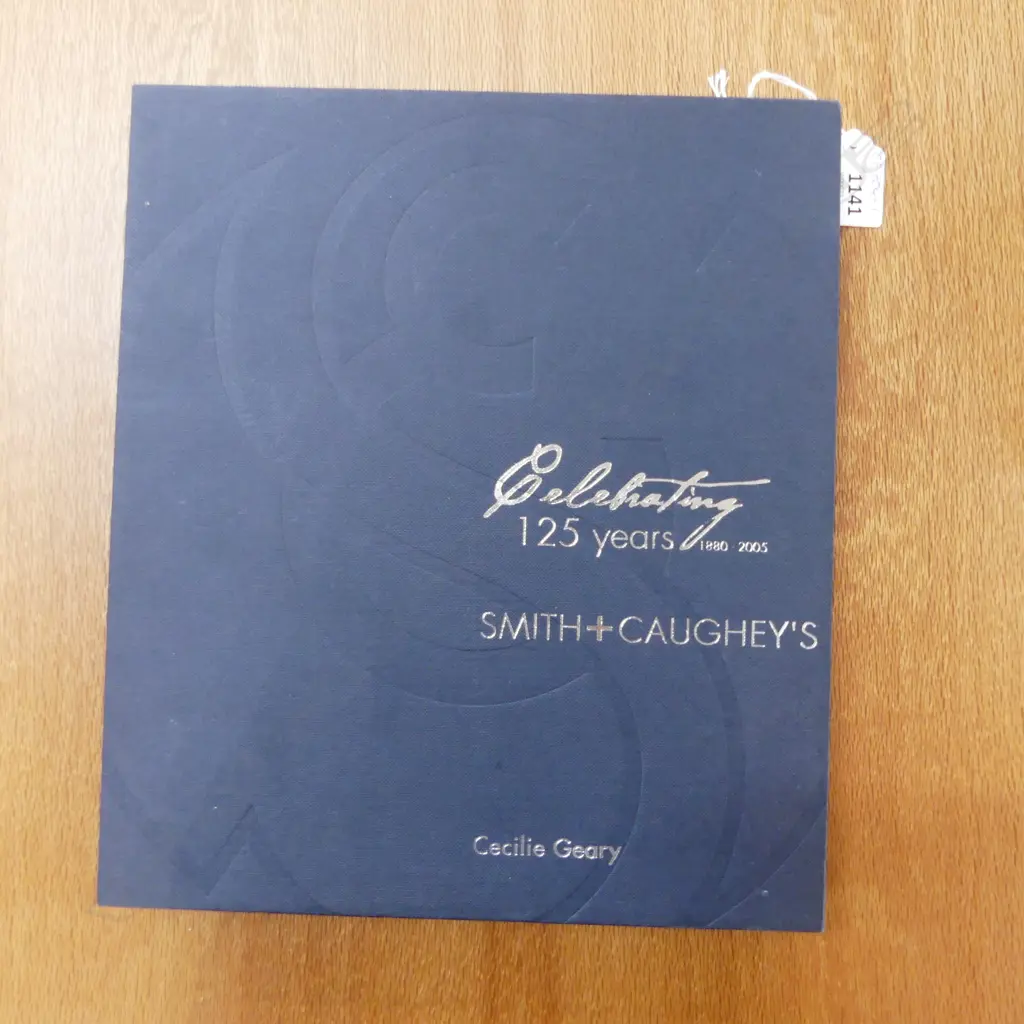 1141
Celebrating
125 years 1880 - 2005
SMITH+CAUGHEY'S
Cecilie Geary